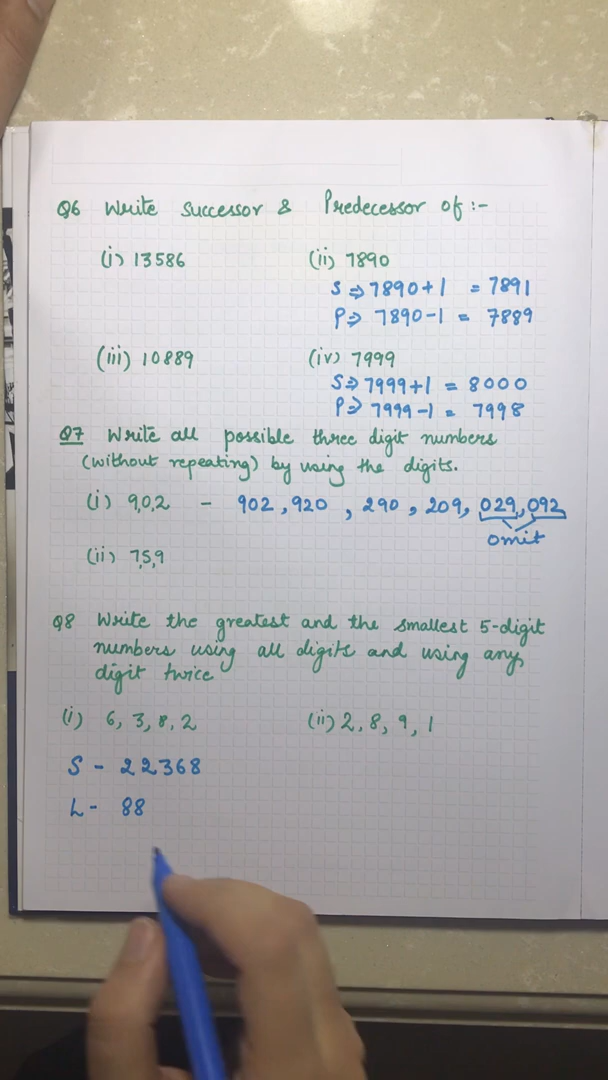 Q6 Write Successor & Predecessor of :-
(i) 13586 (ii) 7890
S ⇒ 7890+1 = 7891
P ⇒ 7890-1 = 7889
(iii) 10889 (iv) 7999
S ⇒ 7999+1 = 8000
P ⇒ 7999-1 = 7998
Q7 Write all possible three digit numbers
(without repeating) by using the digits.
(i) 9,0,2 - 902, 920, 290, 209, 029, 092
omit
(ii) 7,5,9
Q8 Write the greatest and the smallest 5-digit
numbers using all digits and using any
digit twice
(i) 6, 3, 8, 2 (ii) 2, 8, 9, 1
S - 22368
L - 88